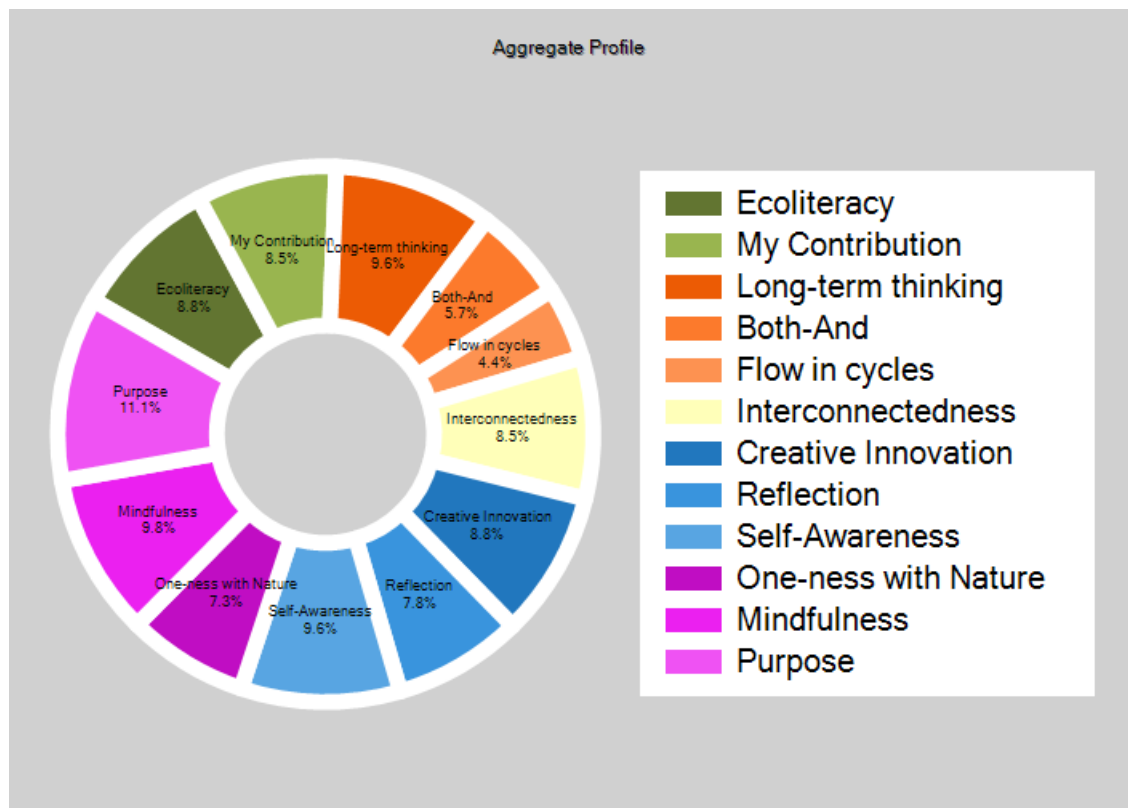 Aggregate Profile
My Contribution
8.5%
Long-term thinking
9.6%
Both-And
5.7%
Flow in cycles
4.4%
Interconnectedness
8.5%
Creative Innovation
8.8%
Reflection
7.8%
Self-Awareness
9.6%
One-ness with Nature
7.3%
Mindfulness
9.8%
Purpose
11.1%
Ecoliteracy
8.8%
Ecoliteracy
My Contribution
Long-term thinking
Both-And
Flow in cycles
Interconnectedness
Creative Innovation
Reflection
Self-Awareness
One-ness with Nature
Mindfulness
Purpose